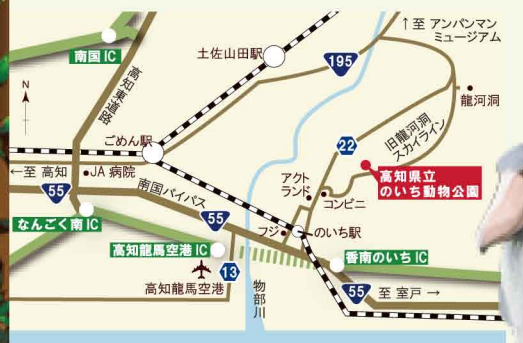 ↑至 アンパンマン
ミュージアム
南国IC
土佐山田駅
195
高知東道路
N
龍河洞
旧龍河洞
スカイライン
ごめん駅
22
←至 高知
JA 病院
高知県立
のいち動物公園
アクト
ランド
コンビニ
55
南国バイパス
55
なんごく南IC
フジ
のいち駅
高知龍馬空港IC
香南のいちIC
13
高知龍馬空港
物部川
55
至 室戸→